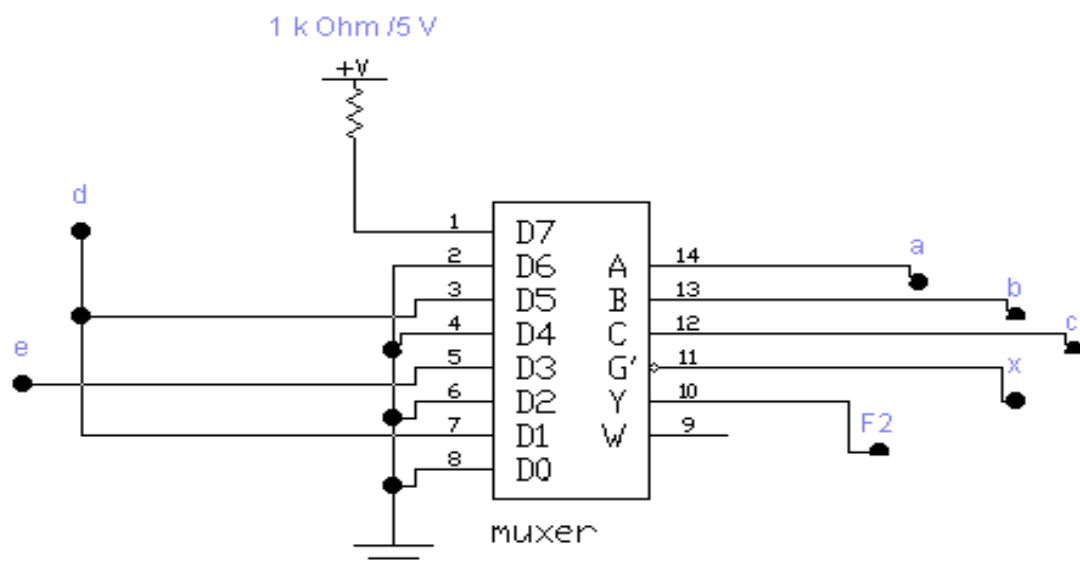 1 k Ohm /5 V
+V
d
1 D7
2 D6 A 14 a
3 D5 B 13 b
4 D4 C 12 c
e 5 D3 G' 11 x
6 D2 Y 10 F2
7 D1 W 9
8 D0
muxer